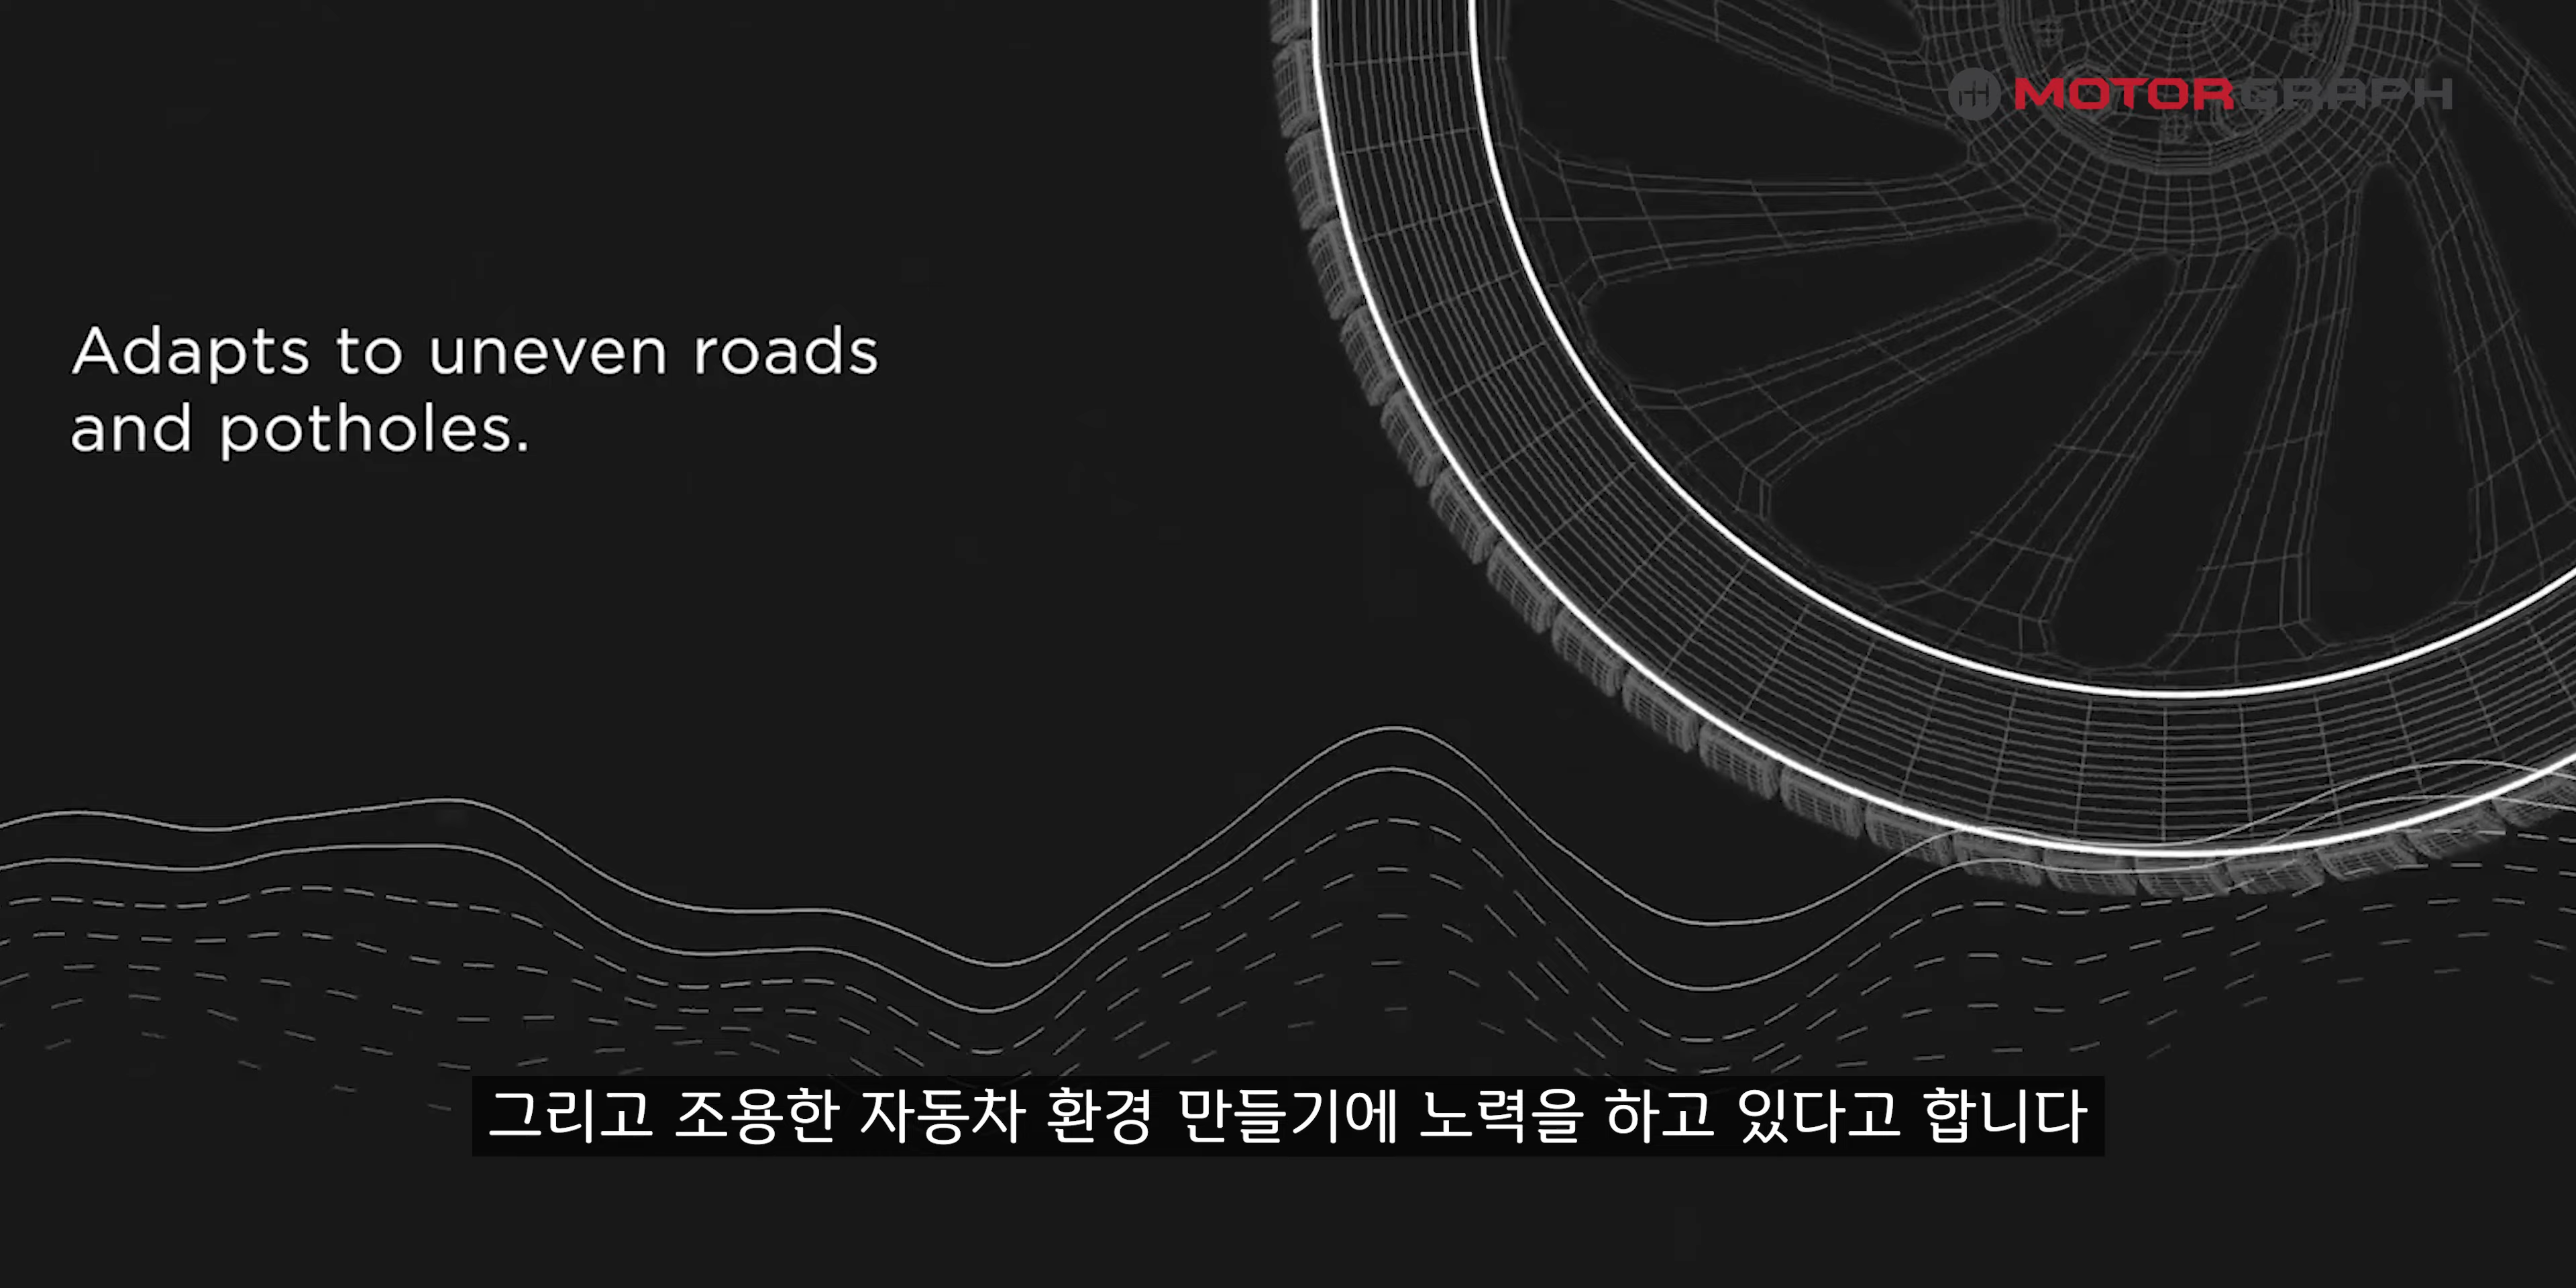 MOTORGRAPH
Adapts to uneven roads
and potholes.
그리고 조용한 자동차 환경 만들기에 노력을 하고 있다고 합니다